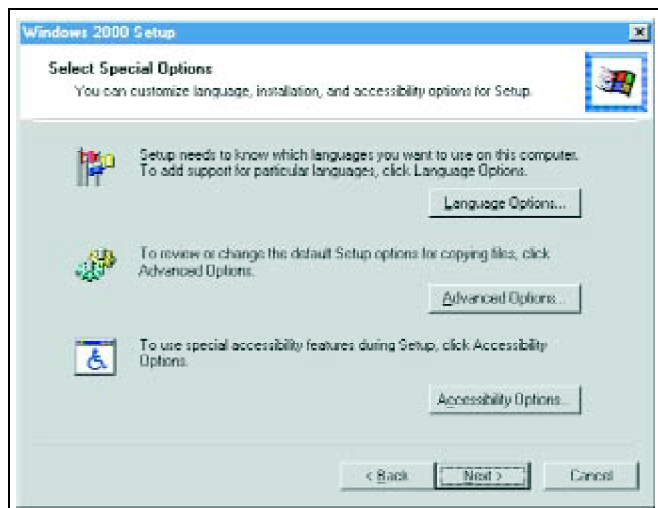 Windows 2000 Setup
Select Special Options
You can customize language, installation, and accessibility options for Setup.
Setup needs to know which languages you want to use on this computer.
To add support for particular languages, click Language Options.
Language Options...
To review or change the default Setup options for copying files, click
Advanced Options.
Advanced Options...
To use special accessibility features during Setup, click Accessibility
Options.
Accessibility Options...
< Back
Next >
Cancel